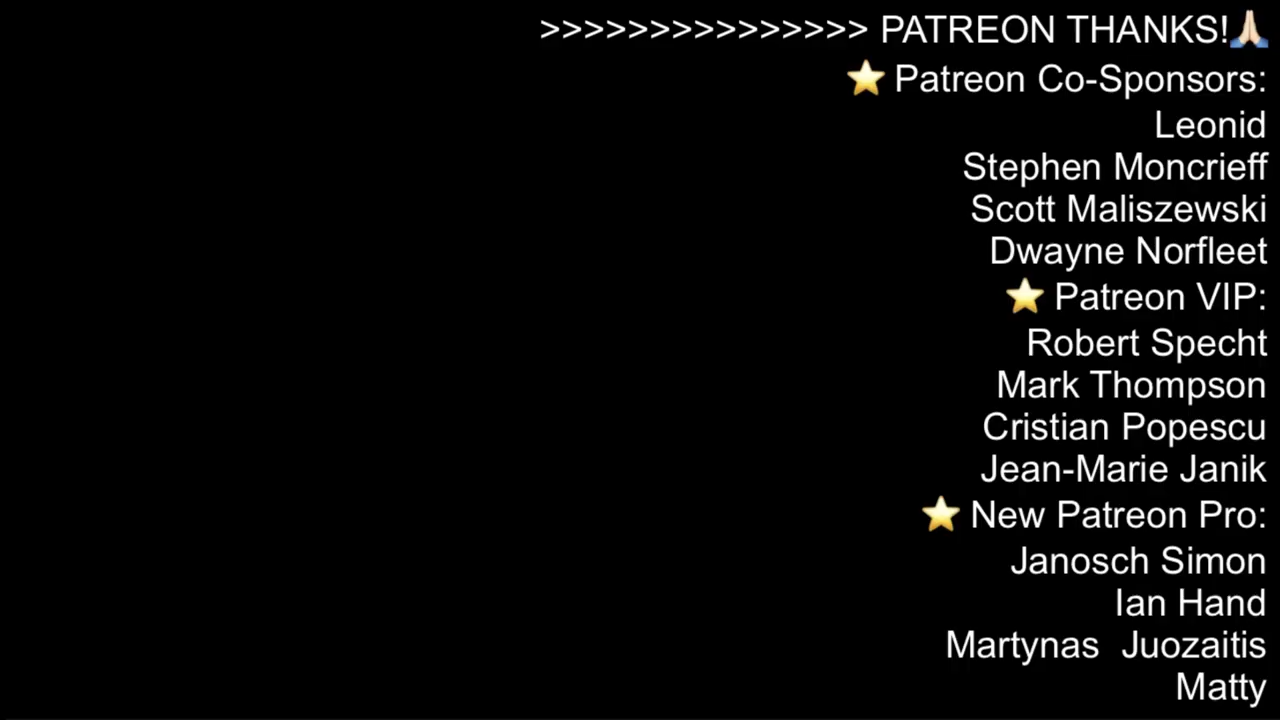 >>>>>>>>>>>>>>> PATREON THANKS!🙏🏻
⭐ Patreon Co-Sponsors:
Leonid
Stephen Moncrieff
Scott Maliszewski
Dwayne Norfleet
⭐ Patreon VIP:
Robert Specht
Mark Thompson
Cristian Popescu
Jean-Marie Janik
⭐ New Patreon Pro:
Janosch Simon
Ian Hand
Martynas  Juozaitis
Matty